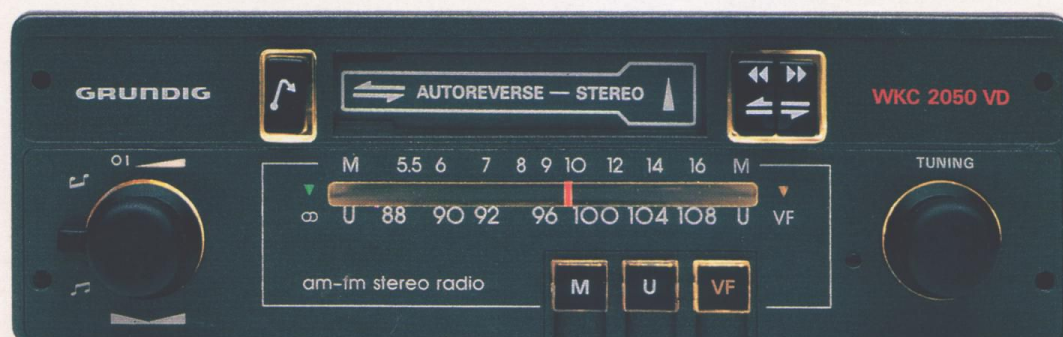 GRUNDIG
AUTOREVERSE — STEREO
WKC 2050 VD
OI
M 5.5 6 7 8 9 10 12 14 16 M
U 88 90 92 96 100 104 108 U VF
am-fm stereo radio
M U VF
TUNING